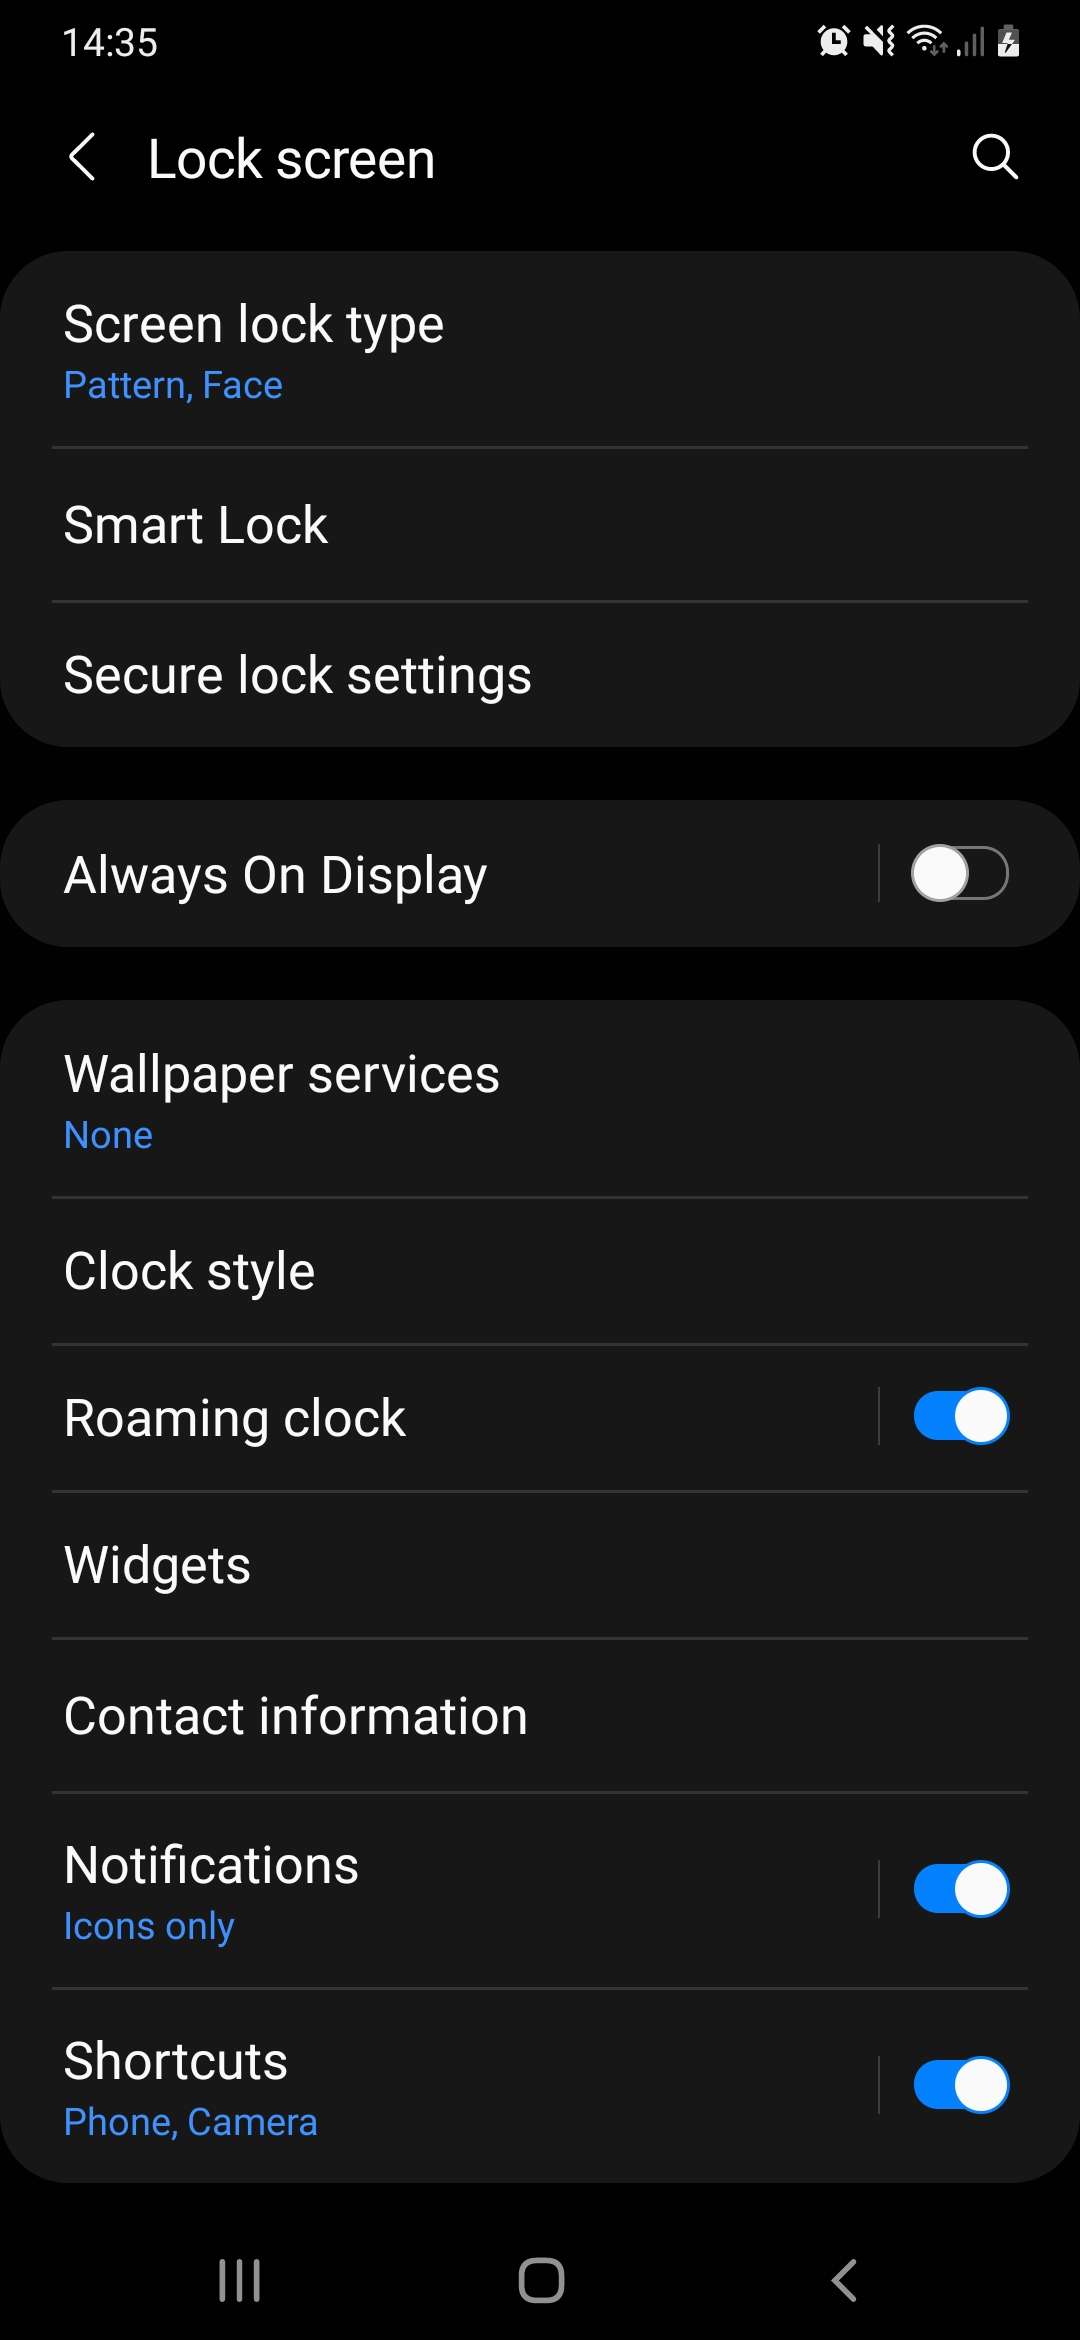 14:35
Lock screen
Screen lock type
Pattern, Face
Smart Lock
Secure lock settings
Always On Display
Wallpaper services
None
Clock style
Roaming clock
Widgets
Contact information
Notifications
Icons only
Shortcuts
Phone, Camera